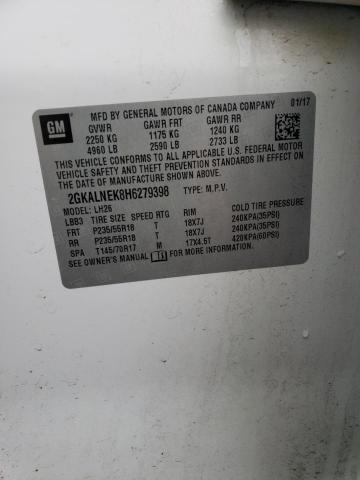 GM
MFD BY GENERAL MOTORS OF CANADA COMPANY 01/17
GVWR GAWR FRT GAWR RR
2250 KG 1175 KG 1240 KG
4960 LB 2590 LB 2733 LB
THIS VEHICLE CONFORMS TO ALL APPLICABLE U.S. FEDERAL MOTOR
VEHICLE SAFETY AND THEFT PREVENTION STANDARDS IN
EFFECT ON THE DATE OF MANUFACTURE SHOWN ABOVE.
2GKALNEK8H6279398 TYPE: M.P.V.
MODEL: LH26
LBB3 TIRE SIZE SPEED RTG RIM COLD TIRE PRESSURE
FRT P235/55R18 T 18X7J 240KPA(35PSI)
RR P235/55R18 T 18X7J 240KPA(35PSI)
SPA T145/70R17 M 17X4.5T 420KPA(60PSI)
SEE OWNER'S MANUAL FOR MORE INFORMATION.